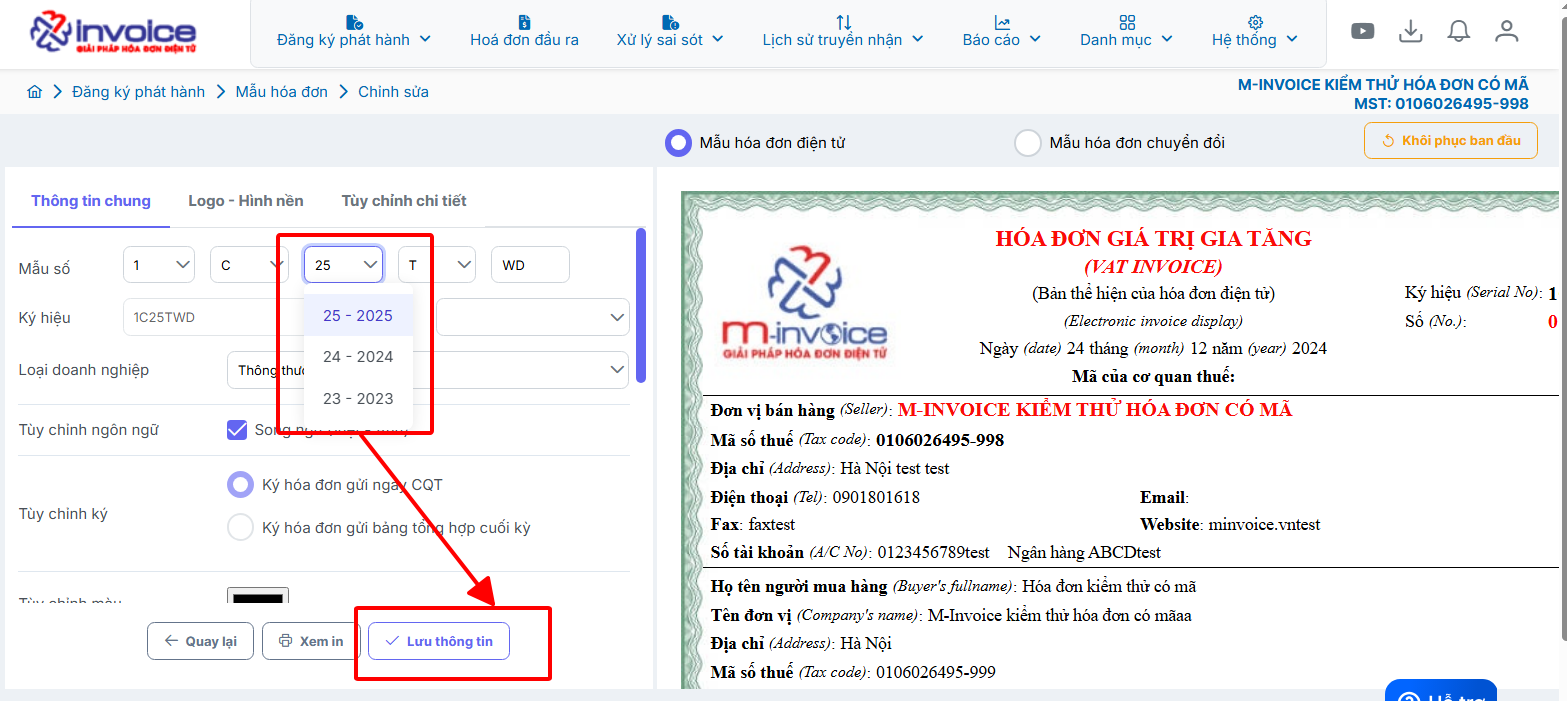 invoice
GIẢI PHÁP HÓA ĐƠN ĐIỆN TỬ
Đăng ký phát hành
Hoá đơn đầu ra
Xử lý sai sót
Lịch sử truyền nhận
Báo cáo
Danh mục
Hệ thống
Đăng ký phát hành
Mẫu hóa đơn
Chỉnh sửa
M-INVOICE KIỂM THỬ HÓA ĐƠN CÓ MÃ
MST: 0106026495-998
Mẫu hóa đơn điện tử
Mẫu hóa đơn chuyển đổi
Khôi phục ban đầu
Thông tin chung
Logo - Hình nền
Tùy chỉnh chi tiết
Mẫu số
1
C
25
T
WD
25 - 2025
24 - 2024
23 - 2023
Ký hiệu
1C25TWD
Loại doanh nghiệp
Thông
Tùy chỉnh ngôn ngữ
Tùy chỉnh ký
Ký hóa đơn gửi ngay CQT
Ký hóa đơn gửi bảng tổng hợp cuối kỳ
Tùy chỉnh màu
Quay lại
Xem in
Lưu thông tin
m-invoice
GIẢI PHÁP HÓA ĐƠN ĐIỆN TỬ
HÓA ĐƠN GIÁ TRỊ GIA TĂNG
(VAT INVOICE)
(Bản thể hiện của hóa đơn điện tử)
(Electronic invoice display)
Ngày (date) 24 tháng (month) 12 năm (year) 2024
Mã của cơ quan thuế:
Ký hiệu (Serial No): 1
Số (No.): 0
Đơn vị bán hàng (Seller): M-INVOICE KIỂM THỬ HÓA ĐƠN CÓ MÃ
Mã số thuế (Tax code): 0106026495-998
Địa chỉ (Address): Hà Nội test test
Điện thoại (Tel): 0901801618
Email:
Fax: faxtest
Website: minvoice.vntest
Số tài khoản (A/C No): 0123456789test Ngân hàng ABCDtest
Họ tên người mua hàng (Buyer's fullname): Hóa đơn kiểm thử có mã
Tên đơn vị (Company's name): M-Invoice kiểm thử hóa đơn có mãaa
Địa chỉ (Address): Hà Nội
Mã số thuế (Tax code): 0106026495-999
Hỗ trợ